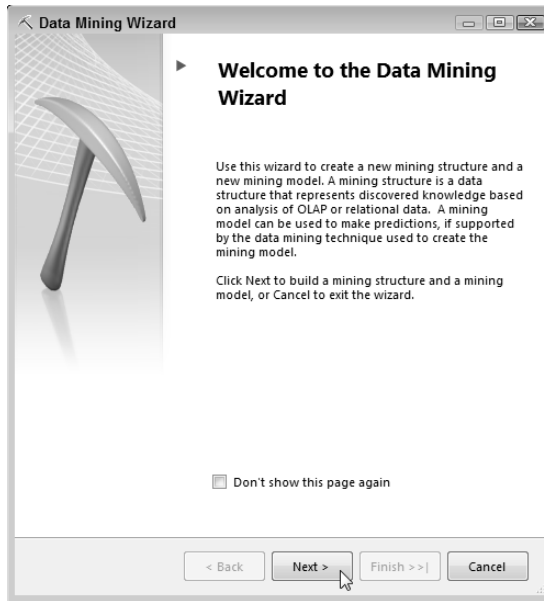 Data Mining Wizard
Welcome to the Data Mining
Wizard
Use this wizard to create a new mining structure and a
new mining model. A mining structure is a data
structure that represents discovered knowledge based
on analysis of OLAP or relational data. A mining
model can be used to make predictions, if supported
by the data mining technique used to create the
mining model.
Click Next to build a mining structure and a mining
model, or Cancel to exit the wizard.
Don't show this page again
< Back
Next >
Finish >>|
Cancel